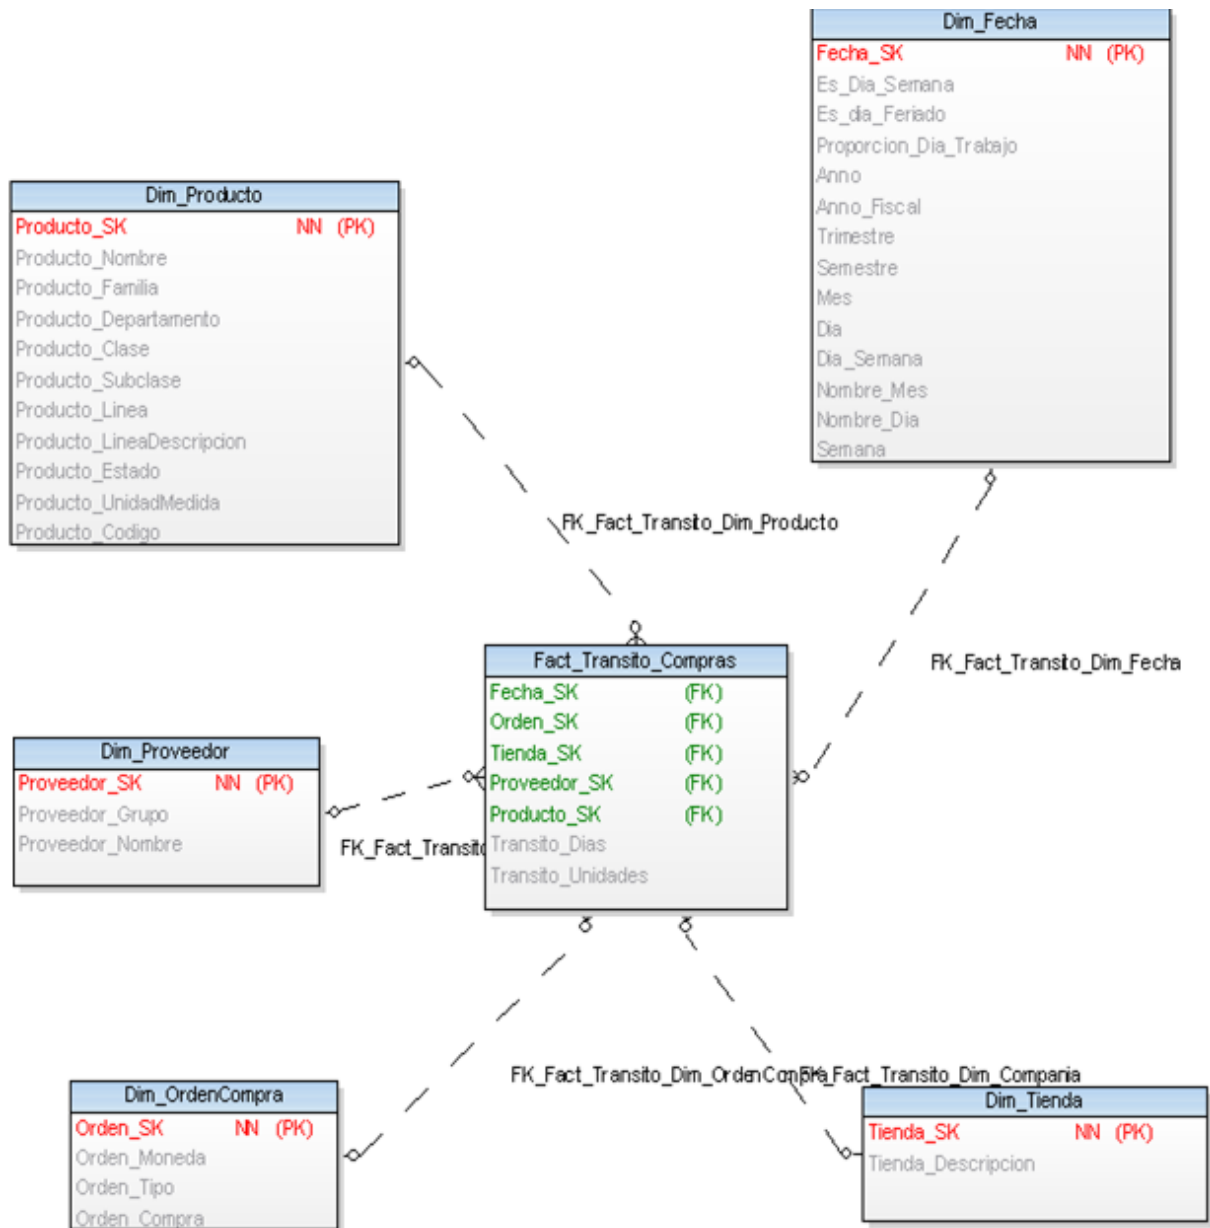 Dim_Fecha
Fecha_SK NN (PK)
Es_Dia_Semana
Es_dia_Feriado
Proporcion_Dia_Trabajo
Anno
Anno_Fiscal
Trimestre
Semestre
Mes
Dia
Dia_Semana
Nombre_Mes
Nombre_Dia
Semana
Dim_Producto
Producto_SK NN (PK)
Producto_Nombre
Producto_Familia
Producto_Departamento
Producto_Clase
Producto_Subclase
Producto_Linea
Producto_LineaDescripcion
Producto_Estado
Producto_UnidadMedida
Producto_Codigo
FK_Fact_Transito_Dim_Producto
FK_Fact_Transito_Dim_Fecha
Fact_Transito_Compras
Fecha_SK (FK)
Orden_SK (FK)
Tienda_SK (FK)
Proveedor_SK (FK)
Producto_SK (FK)
Transito_Dias
Transito_Unidades
Dim_Proveedor
Proveedor_SK NN (PK)
Proveedor_Grupo
Proveedor_Nombre
FK_Fact_Transito
FK_Fact_Transito_Dim_OrdenCompra
FK_Fact_Transito_Dim_Compania
Dim_OrdenCompra
Orden_SK NN (PK)
Orden_Moneda
Orden_Tipo
Orden_Compra
Dim_Tienda
Tienda_SK NN (PK)
Tienda_Descripcion